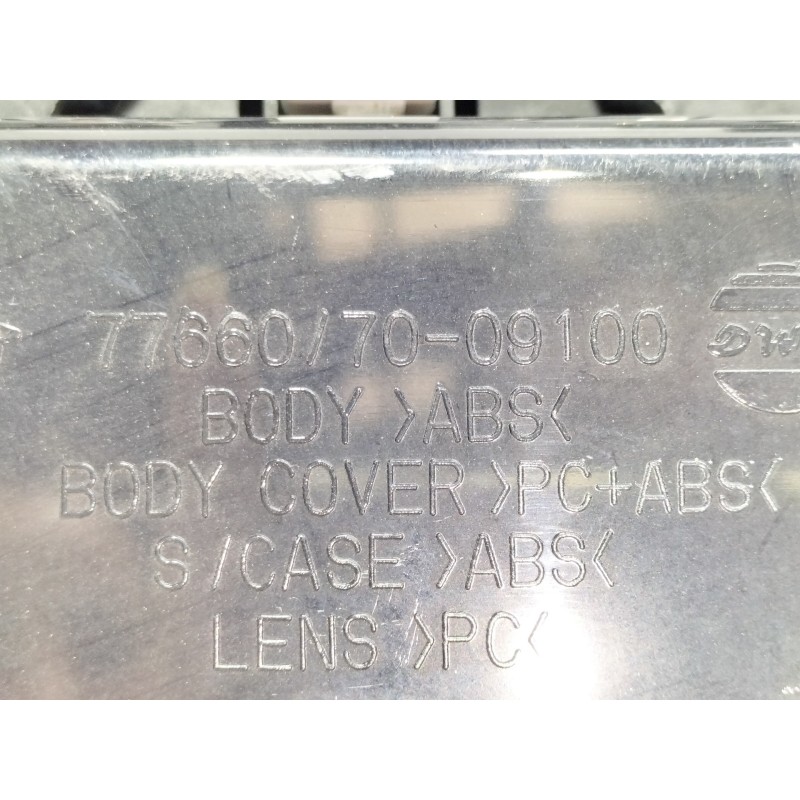 77660/70-09100
BODY >ABS<
BODY COVER >PC+ABS<
S/CASE >ABS<
LENS >PC<